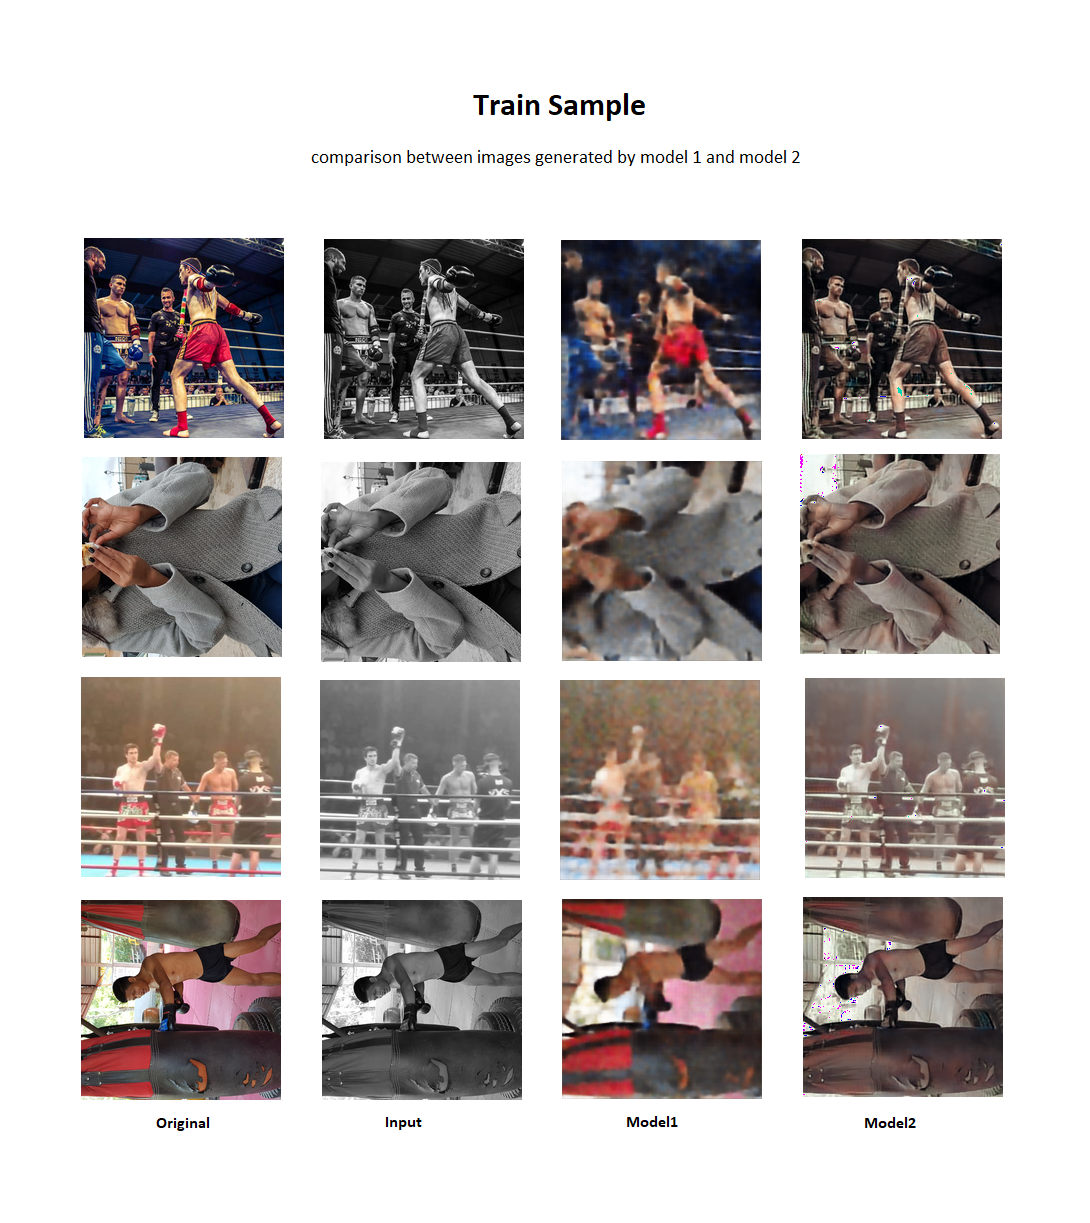 Train Sample
comparison between images generated by model 1 and model 2
Original Input Model1 Model2